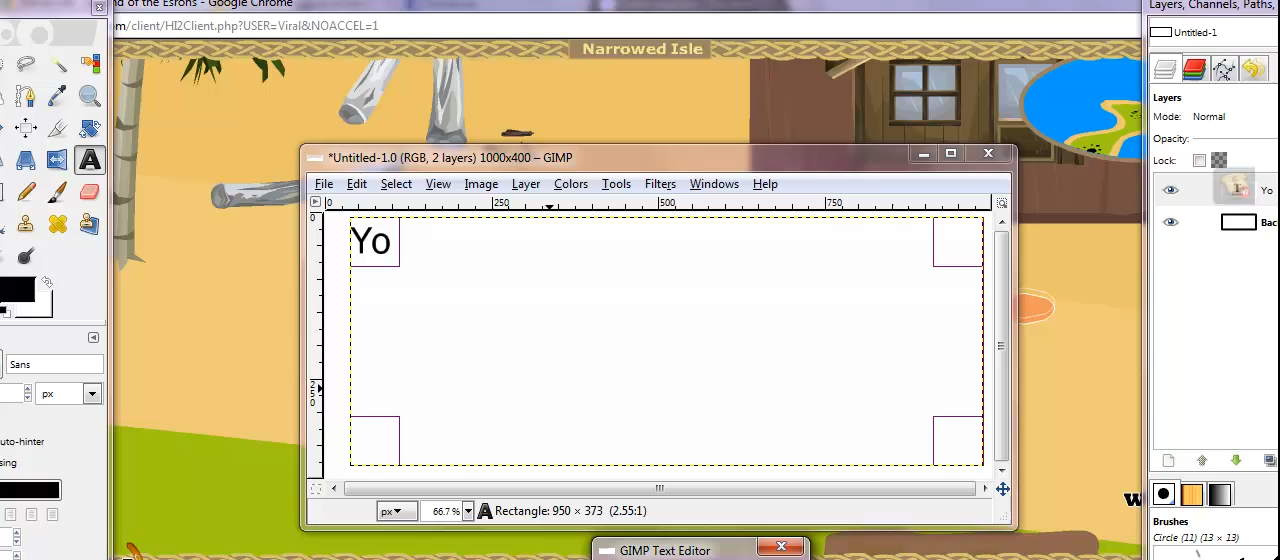 nd of the Esrons - Google Chrome
om/client/HI2Client.php?USER=Viral&NOACCEL=1
Narrowed Isle
Layers, Channels, Paths,
Untitled-1
Layers
Mode: Normal
Opacity:
Lock:
Yo
Bac
*Untitled-1.0 (RGB, 2 layers) 1000x400 – GIMP
File Edit Select View Image Layer Colors Tools Filters Windows Help
0 250 500 750
0
250
Yo
px 66.7 % Rectangle: 950 × 373 (2.55:1)
GIMP Text Editor
Sans
px
uto-hinter
sing
w
Brushes
Circle (11) (13 × 13)